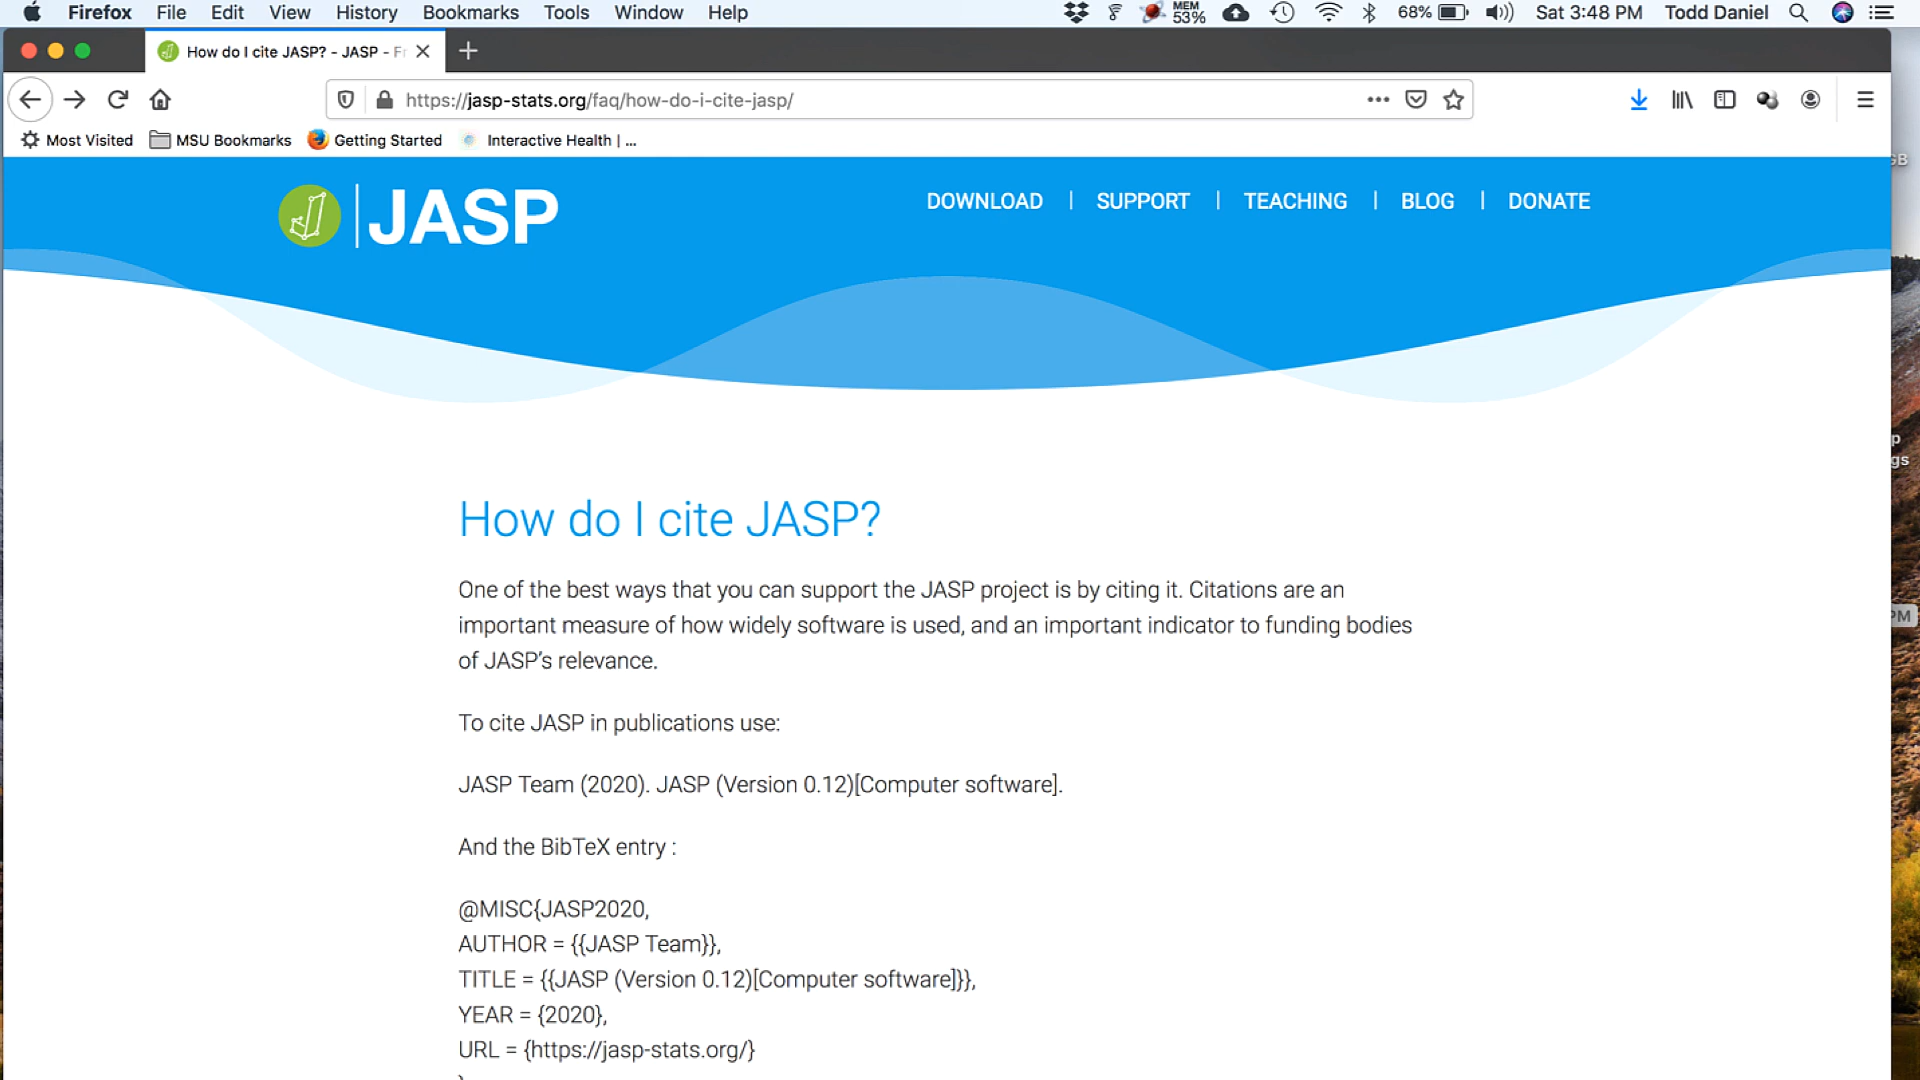 Firefox File Edit View History Bookmarks Tools Window Help MEM 53% 68% Sat 3:48 PM Todd Daniel
How do I cite JASP? - JASP - Fr
https://jasp-stats.org/faq/how-do-i-cite-jasp/
Most Visited MSU Bookmarks Getting Started Interactive Health | ...
GB
JASP
DOWNLOAD | SUPPORT | TEACHING | BLOG | DONATE
p
gs
How do I cite JASP?
One of the best ways that you can support the JASP project is by citing it. Citations are an
important measure of how widely software is used, and an important indicator to funding bodies
PM
of JASP’s relevance.
To cite JASP in publications use:
JASP Team (2020). JASP (Version 0.12)[Computer software].
And the BibTeX entry :
@MISC{JASP2020,
AUTHOR = {{JASP Team}},
TITLE = {{JASP (Version 0.12)[Computer software]}},
YEAR = {2020},
URL = {https://jasp-stats.org/}
}